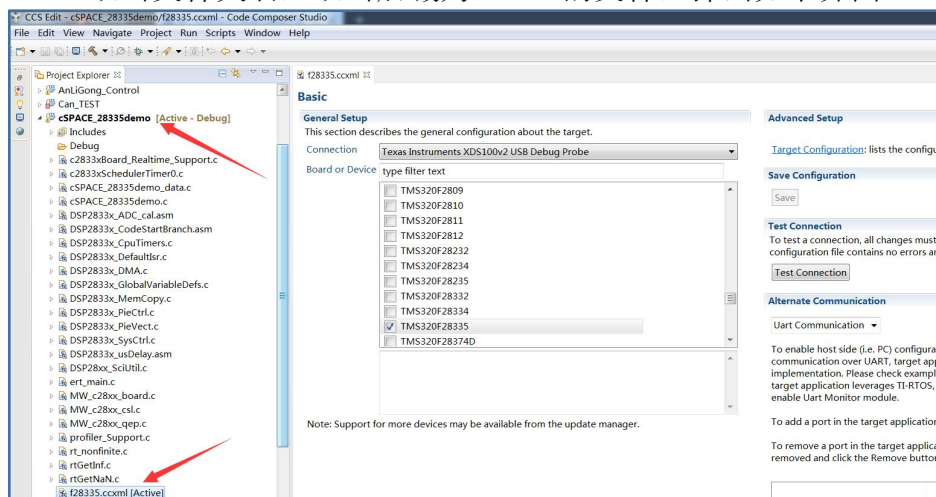 CCS Edit - cSPACE_28335demo/f28335.ccxml - Code Composer Studio
File Edit View Navigate Project Run Scripts Window Help
Project Explorer
AnLiGong_Control
Can_TEST
cSPACE_28335demo [Active - Debug]
Includes
Debug
c2833xBoard_Realtime_Support.c
c2833xSchedulerTimer0.c
cSPACE_28335demo_data.c
cSPACE_28335demo.c
DSP2833x_ADC_cal.asm
DSP2833x_CodeStartBranch.asm
DSP2833x_CpuTimers.c
DSP2833x_DefaultIsr.c
DSP2833x_DMA.c
DSP2833x_GlobalVariableDefs.c
DSP2833x_MemCopy.c
DSP2833x_PieCtrl.c
DSP2833x_PieVect.c
DSP2833x_SysCtrl.c
DSP2833x_usDelay.asm
DSP28xx_SciUtil.c
ert_main.c
MW_c28xx_board.c
MW_c28xx_csl.c
MW_c28xx_qep.c
profiler_Support.c
rt_nonfinite.c
rtGetInf.c
rtGetNaN.c
f28335.ccxml [Active]
f28335.ccxml
Basic
General Setup
This section describes the general configuration about the target.
Connection
Texas Instruments XDS100v2 USB Debug Probe
Board or Device
type filter text
TMS320F2809
TMS320F2810
TMS320F2811
TMS320F2812
TMS320F28232
TMS320F28234
TMS320F28235
TMS320F28332
TMS320F28334
TMS320F28335
TMS320F28374D
Note: Support for more devices may be available from the update manager.
Advanced Setup
Target Configuration: lists the configu
Save Configuration
Save
Test Connection
To test a connection, all changes must
configuration file contains no errors a
Test Connection
Alternate Communication
Uart Communication
To enable host side (i.e. PC) configura
communication over UART, target ap
implementation. Please check exampl
target application leverages TI-RTOS,
enable Uart Monitor module.
To add a port in the target application
To remove a port in the target applica
removed and click the Remove butto